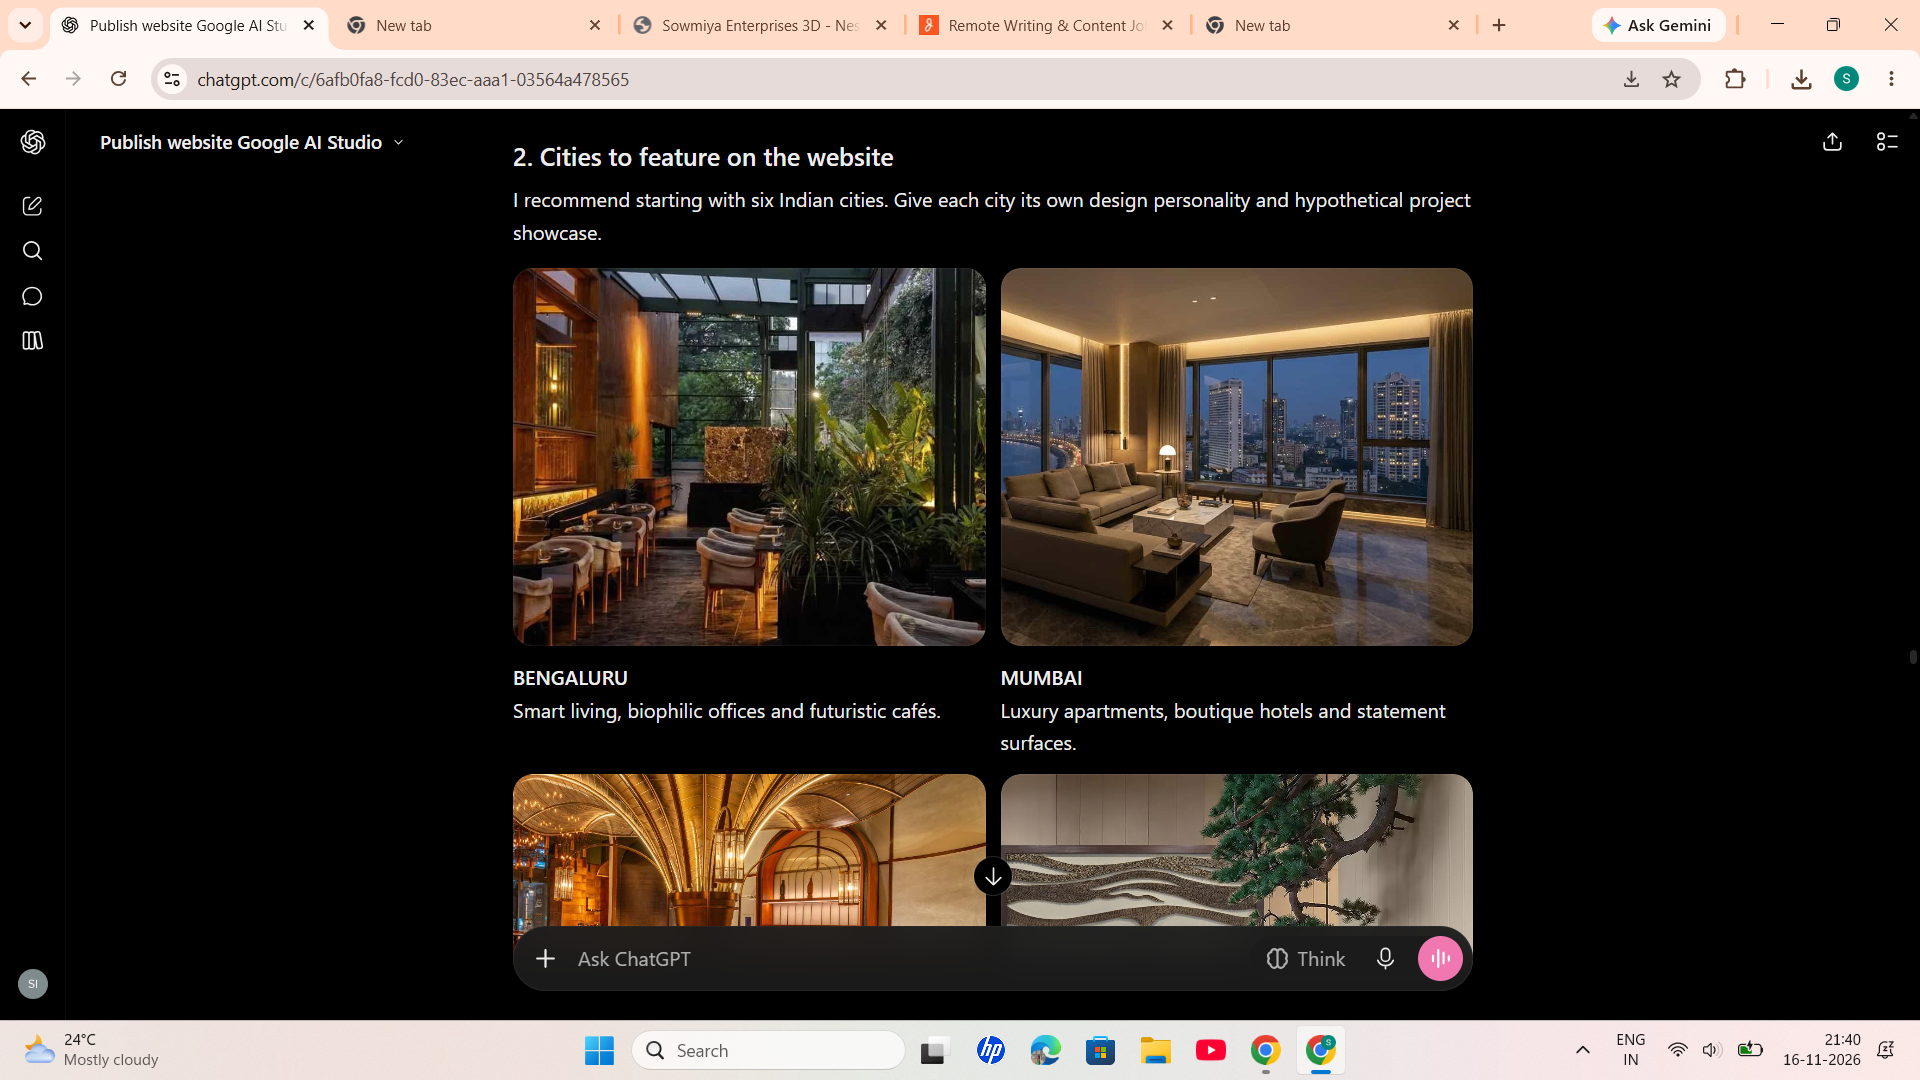 Publish website Google AI Stu
New tab
Sowmiya Enterprises 3D - Nes
Remote Writing & Content Jo
New tab
Ask Gemini
chatgpt.com/c/6afb0fa8-fcd0-83ec-aaa1-03564a478565
S
Publish website Google AI Studio
2. Cities to feature on the website
I recommend starting with six Indian cities. Give each city its own design personality and hypothetical project
showcase.
BENGALURU
Smart living, biophilic offices and futuristic cafés.
MUMBAI
Luxury apartments, boutique hotels and statement
surfaces.
Ask ChatGPT
Think
SI
24°C
Mostly cloudy
Search
hp
S
ENG
IN
21:40
16-11-2026